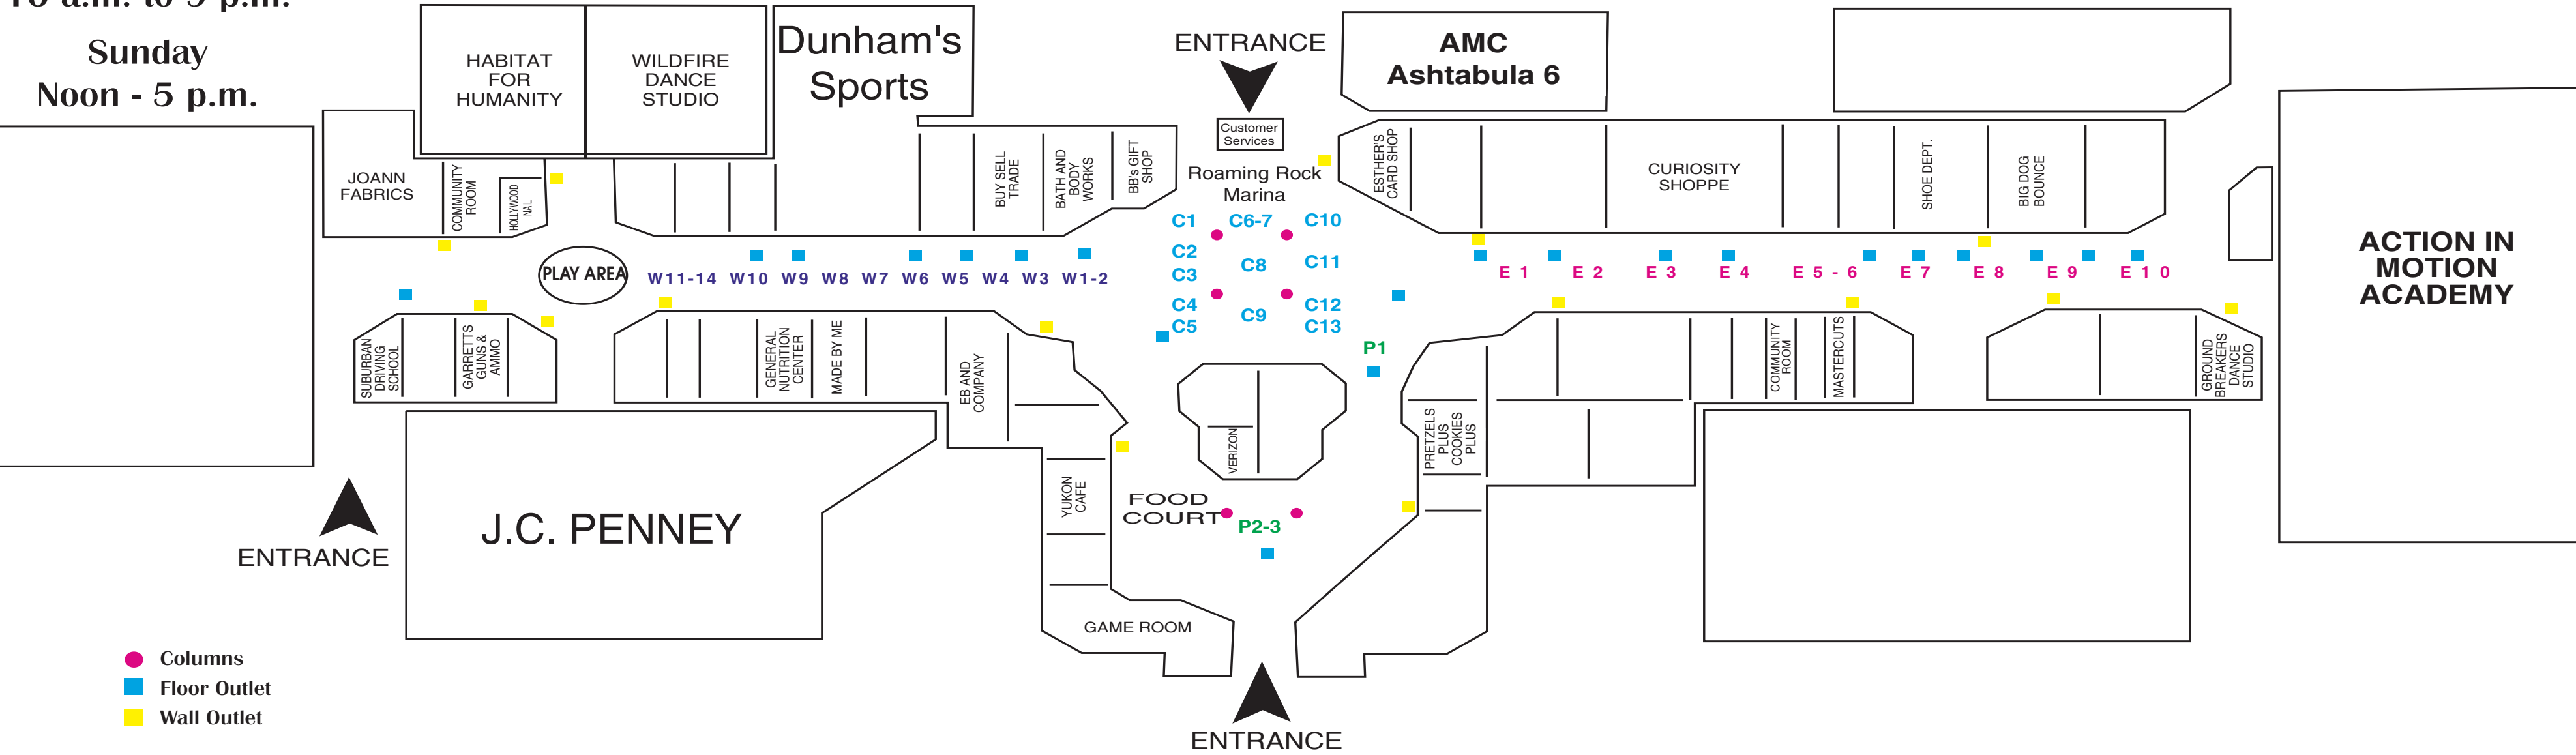 Sunday
Noon - 5 p.m.
HABITAT
FOR
HUMANITY
WILDFIRE
DANCE
STUDIO
Dunham's
Sports
ENTRANCE
AMC
Ashtabula 6
Customer
Services
Roaming Rock
Marina
JOANN
FABRICS
COMMUNITY
ROOM
HOLLYWOOD
NAIL
BUY SELL
TRADE
BATH AND
BODY
WORKS
BB's GIFT
SHOP
ESTHER'S
CARD SHOP
CURIOSITY
SHOPPE
SHOE DEPT.
BIG DOG
BOUNCE
ACTION IN
MOTION
ACADEMY
PLAY AREA
W11-14 W10 W9 W8 W7 W6 W5 W4 W3 W1-2
C1 C6-7 C10
C2
C3 C8 C11
C4 C9 C12
C5 C13
E 1 E 2 E 3 E 4 E 5 - 6 E 7 E 8 E 9 E 1 0
P1
SUBURBAN
DRIVING
SCHOOL
GARRETTS
GUNS &
AMMO
GENERAL
NUTRITION
CENTER
MADE BY ME
EB AND
COMPANY
VERIZON
PRETZELS
PLUS
COOKIES
PLUS
COMMUNITY
ROOM
MASTERCUTS
GROUND
BREAKERS
DANCE
STUDIO
YUKON
CAFE
FOOD
COURT
P2-3
J.C. PENNEY
ENTRANCE
GAME ROOM
ENTRANCE
Columns
Floor Outlet
Wall Outlet